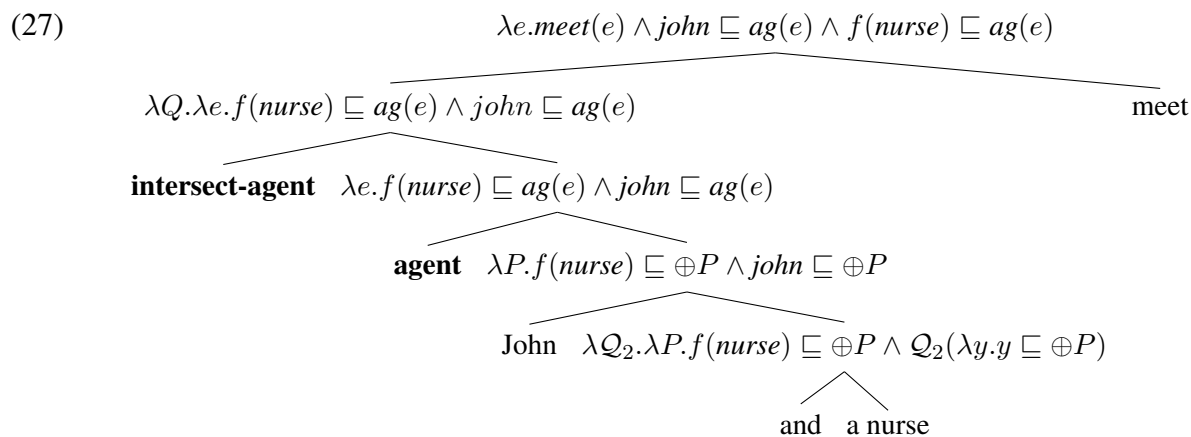 (27) λe.meet(e) ∧ john ⊑ ag(e) ∧ f(nurse) ⊑ ag(e)
λQ.λe.f(nurse) ⊑ ag(e) ∧ john ⊑ ag(e) meet
intersect-agent λe.f(nurse) ⊑ ag(e) ∧ john ⊑ ag(e)
agent λP.f(nurse) ⊑ ⊕P ∧ john ⊑ ⊕P
John λ𝒬₂.λP.f(nurse) ⊑ ⊕P ∧ 𝒬₂(λy.y ⊑ ⊕P)
and a nurse